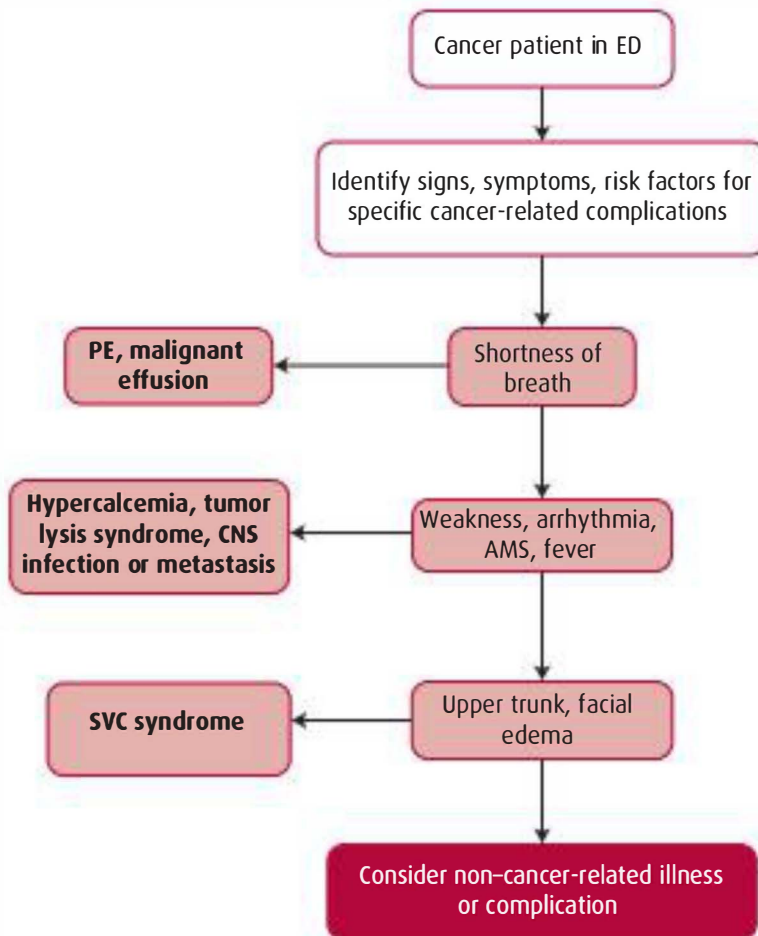 Cancer patient in ED
Identify signs, symptoms, risk factors for
specific cancer-related complications
PE, malignant
effusion
Shortness of
breath
Hypercalcemia, tumor
lysis syndrome, CNS
infection or metastasis
Weakness, arrhythmia,
AMS, fever
SVC syndrome
Upper trunk, facial
edema
Consider non–cancer-related illness
or complication